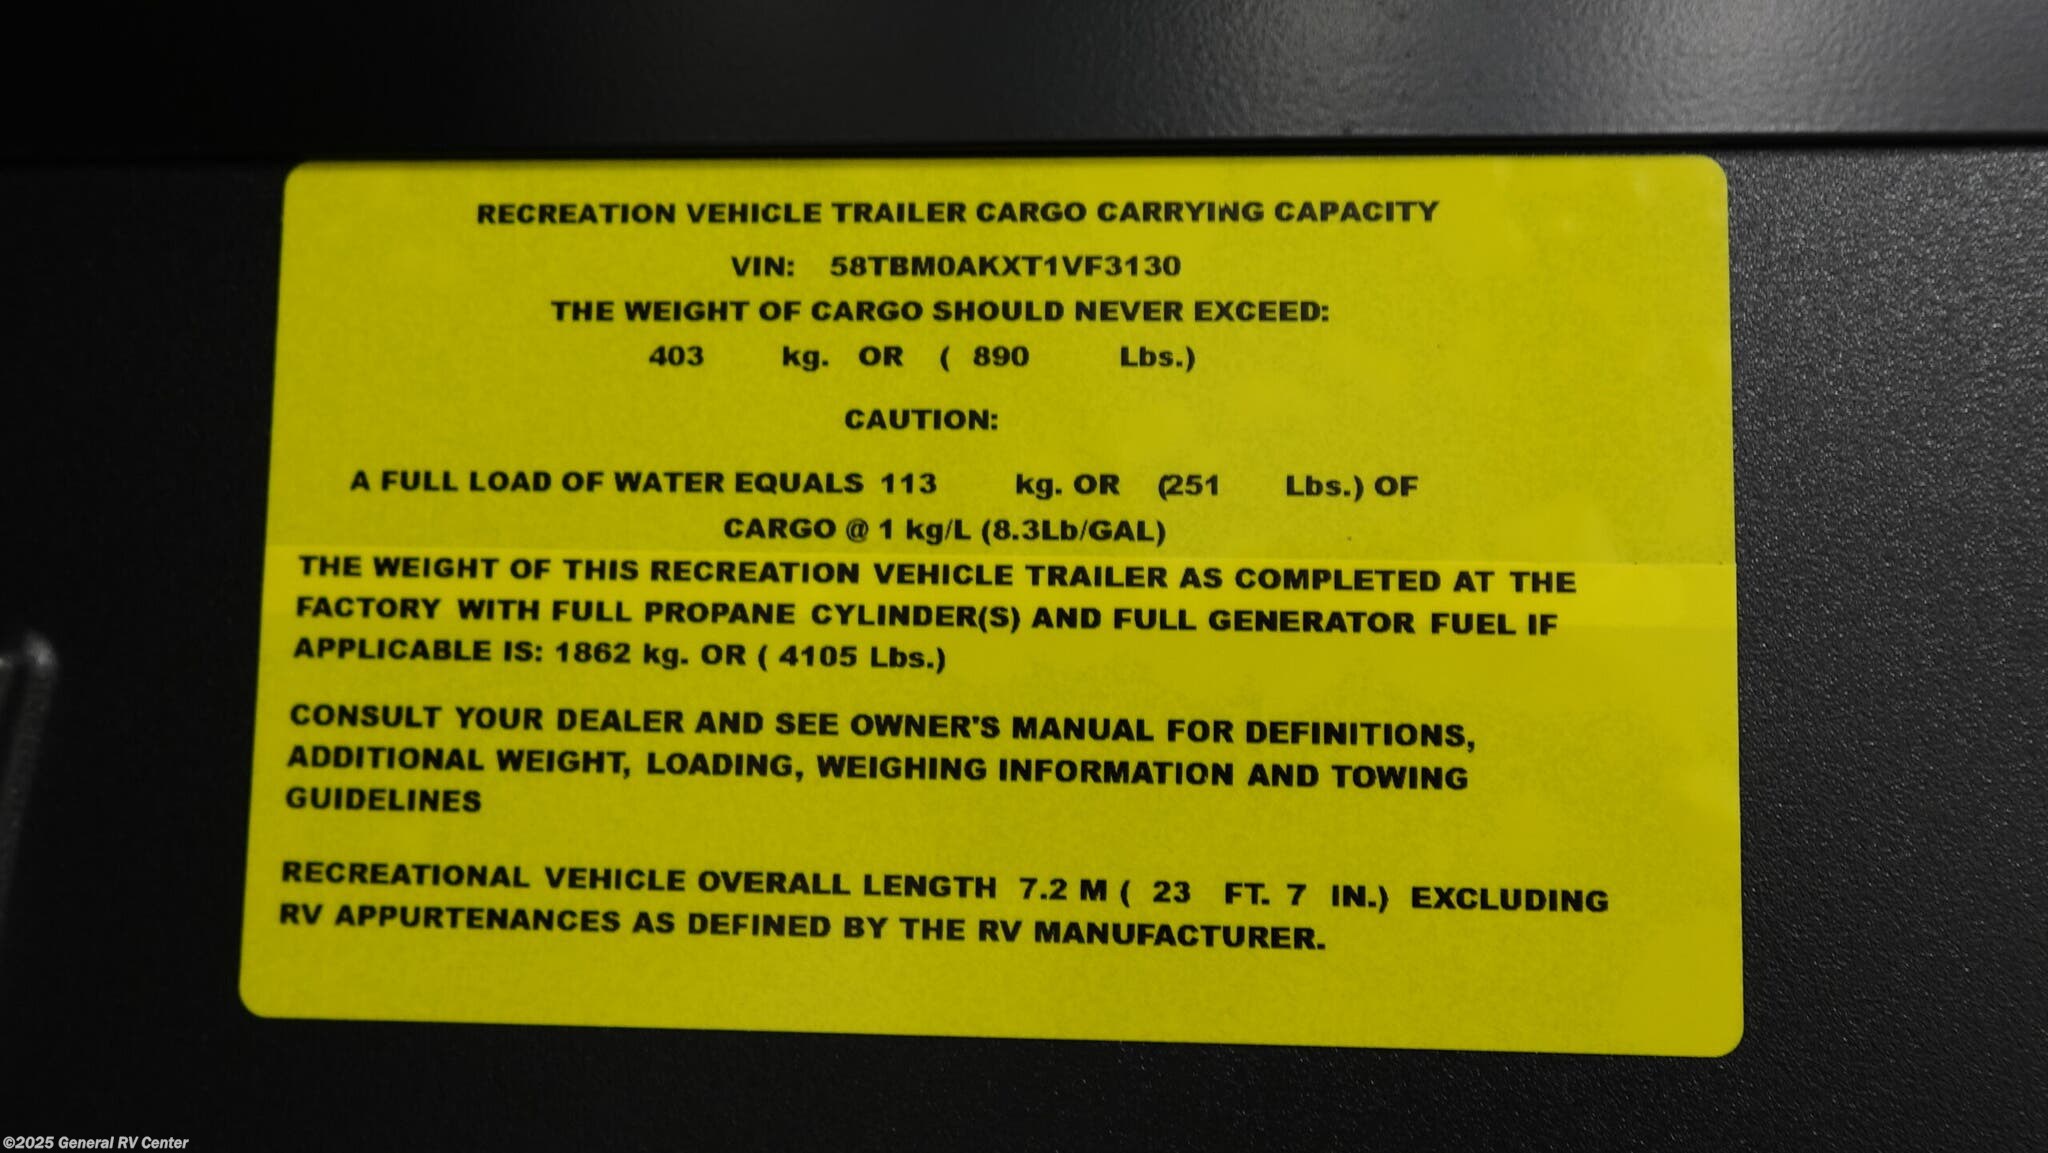 RECREATION VEHICLE TRAILER CARGO CARRYING CAPACITY
VIN: 58TBM0AKXT1VF3130
THE WEIGHT OF CARGO SHOULD NEVER EXCEED:
403 kg. OR ( 890 Lbs.)
CAUTION:
A FULL LOAD OF WATER EQUALS 113 kg. OR (251 Lbs.) OF
CARGO @ 1 kg/L (8.3Lb/GAL)
THE WEIGHT OF THIS RECREATION VEHICLE TRAILER AS COMPLETED AT THE
FACTORY WITH FULL PROPANE CYLINDER(S) AND FULL GENERATOR FUEL IF
APPLICABLE IS: 1862 kg. OR ( 4105 Lbs.)
CONSULT YOUR DEALER AND SEE OWNER'S MANUAL FOR DEFINITIONS,
ADDITIONAL WEIGHT, LOADING, WEIGHING INFORMATION AND TOWING
GUIDELINES
RECREATIONAL VEHICLE OVERALL LENGTH 7.2 M ( 23 FT. 7 IN.) EXCLUDING
RV APPURTENANCES AS DEFINED BY THE RV MANUFACTURER.
©2025 General RV Center